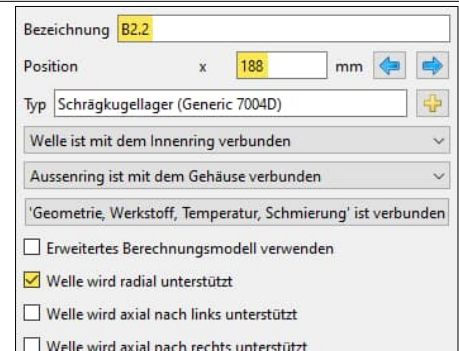 Bezeichnung B2.2
Position x 188 mm
Typ Schrägkugellager (Generic 7004D)
Welle ist mit dem Innenring verbunden
Aussenring ist mit dem Gehäuse verbunden
'Geometrie, Werkstoff, Temperatur, Schmierung' ist verbunden
Erweitertes Berechnungsmodell verwenden
Welle wird radial unterstützt
Welle wird axial nach links unterstützt
Welle wird axial nach rechts unterstützt